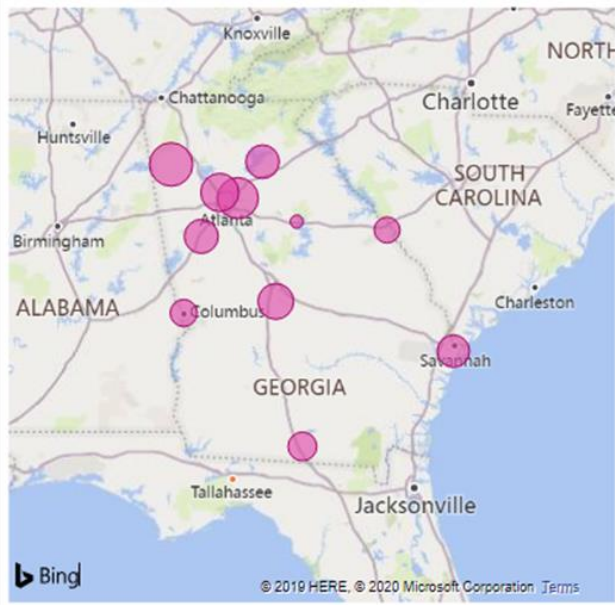 Knoxville
NORTH
Chattanooga
Charlotte
Fayette
Huntsville
SOUTH
CAROLINA
Atlanta
Birmingham
ALABAMA
Columbus
Charleston
Savannah
GEORGIA
Tallahassee
Jacksonville
Bing
© 2019 HERE, © 2020 Microsoft Corporation Terms